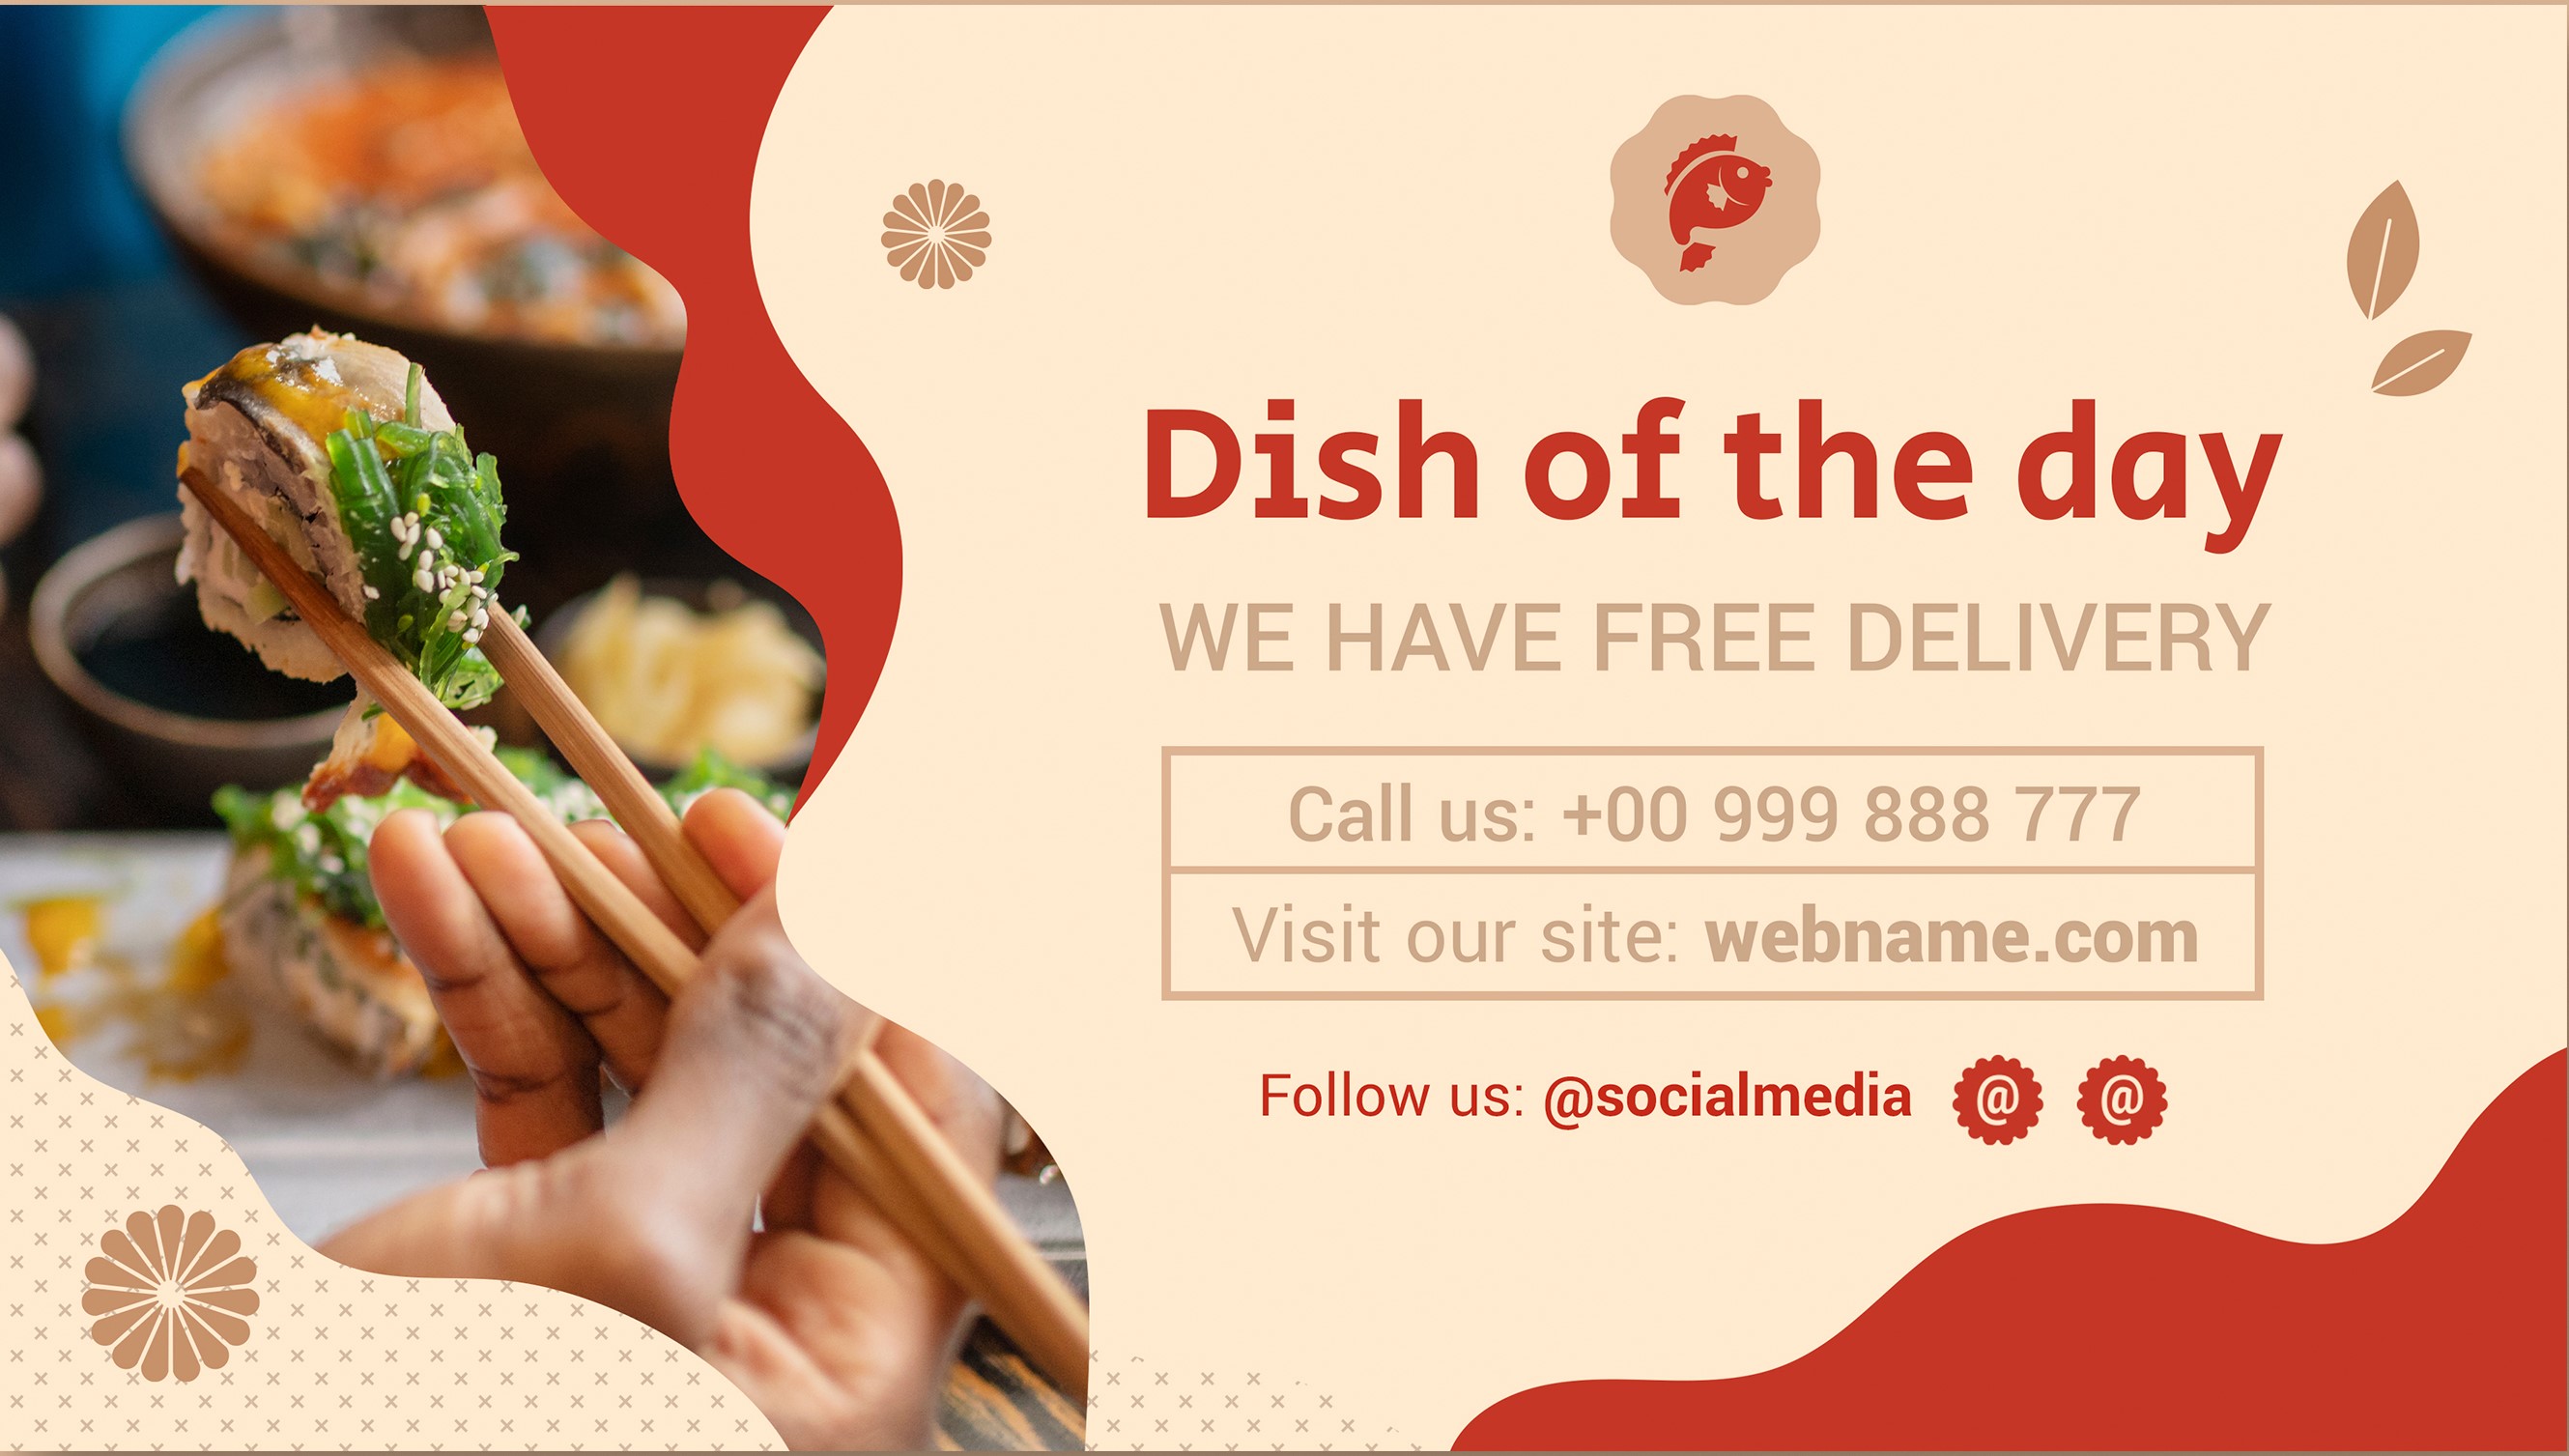 Dish of the day
WE HAVE FREE DELIVERY
Call us: +00 999 888 777
Visit our site: webname.com
Follow us: @socialmedia @ @